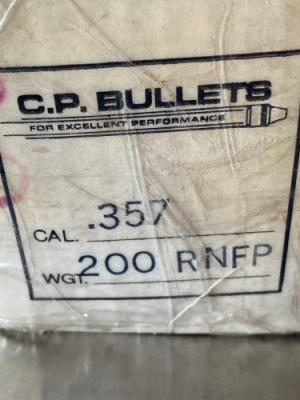 C.P. BULLETS
FOR EXCELLENT PERFORMANCE
CAL. .357
WGT. 200 RNFP